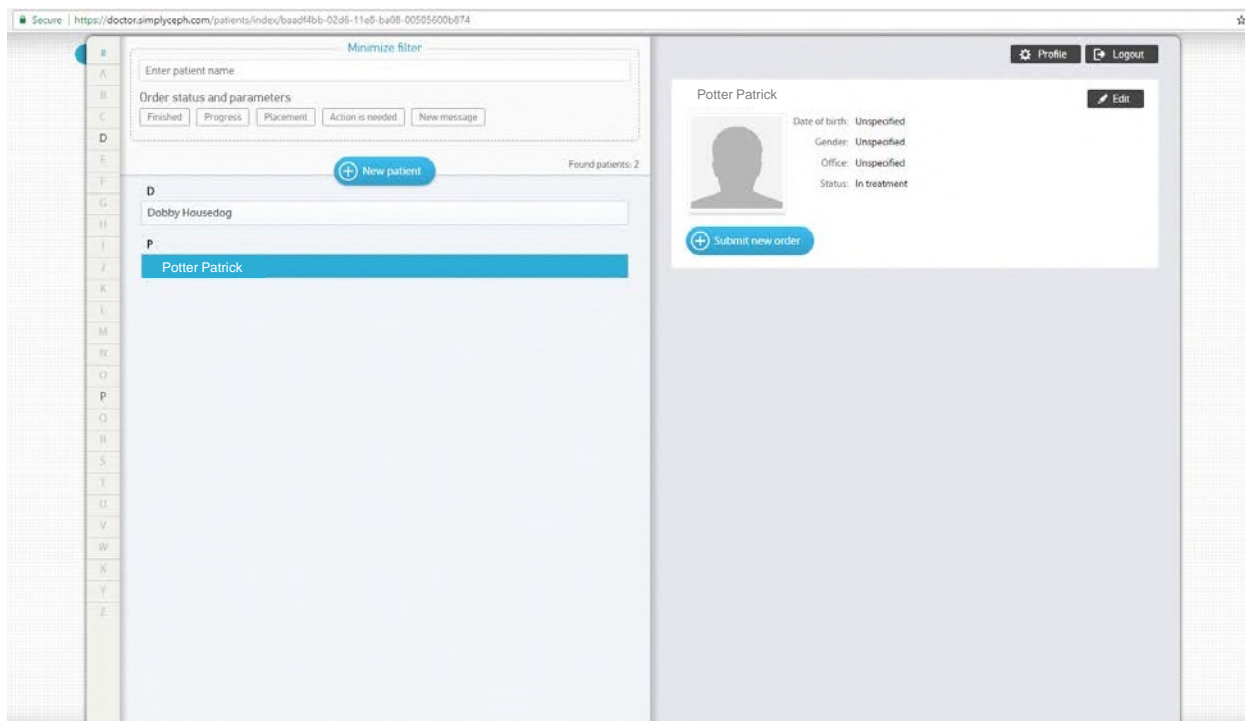 Secure | https://doctor.simplyceph.com/patients/index/baadf4bb-02d6-11e8-ba08-00505600b874
#
A
B
C
D
E
F
G
H
I
J
K
L
M
N
O
P
Q
R
S
T
U
V
W
X
Y
Z
Minimize filter
Enter patient name
Order status and parameters
Finished Progress Placement Action is needed New message
New patient
Found patients: 2
D
Dobby Housedog
P
Potter Patrick
Profile Logout
Potter Patrick
Edit
Date of birth: Unspecified
Gender: Unspecified
Office: Unspecified
Status: In treatment
Submit new order